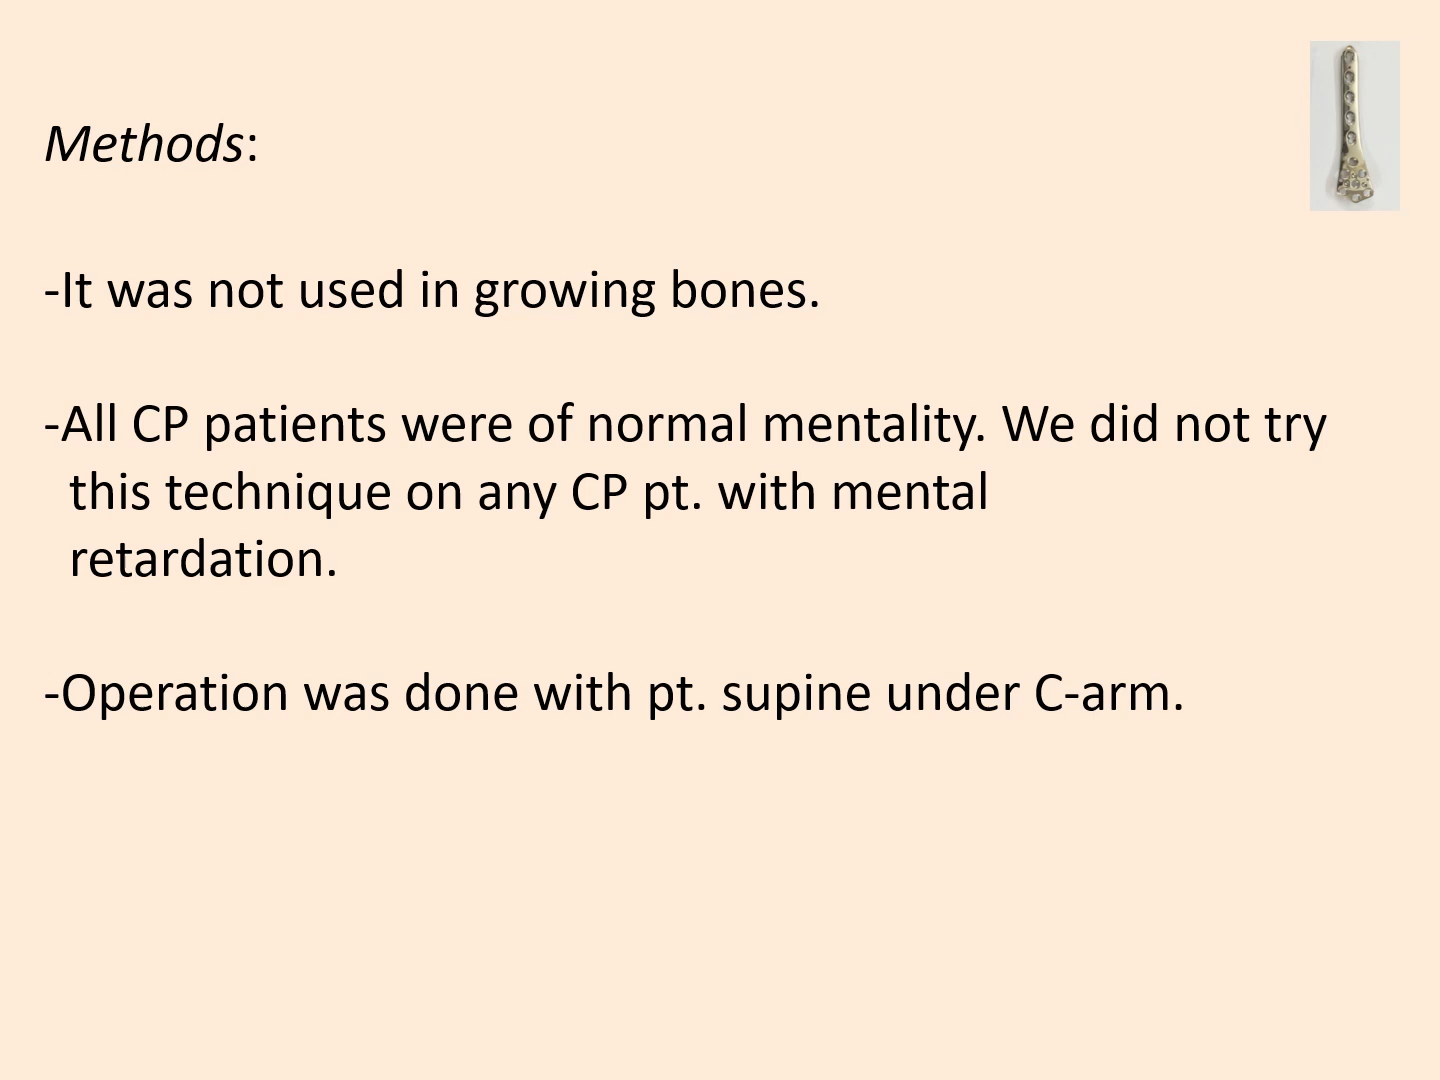 Methods:
-It was not used in growing bones.
-All CP patients were of normal mentality. We did not try
this technique on any CP pt. with mental
retardation.
-Operation was done with pt. supine under C-arm.